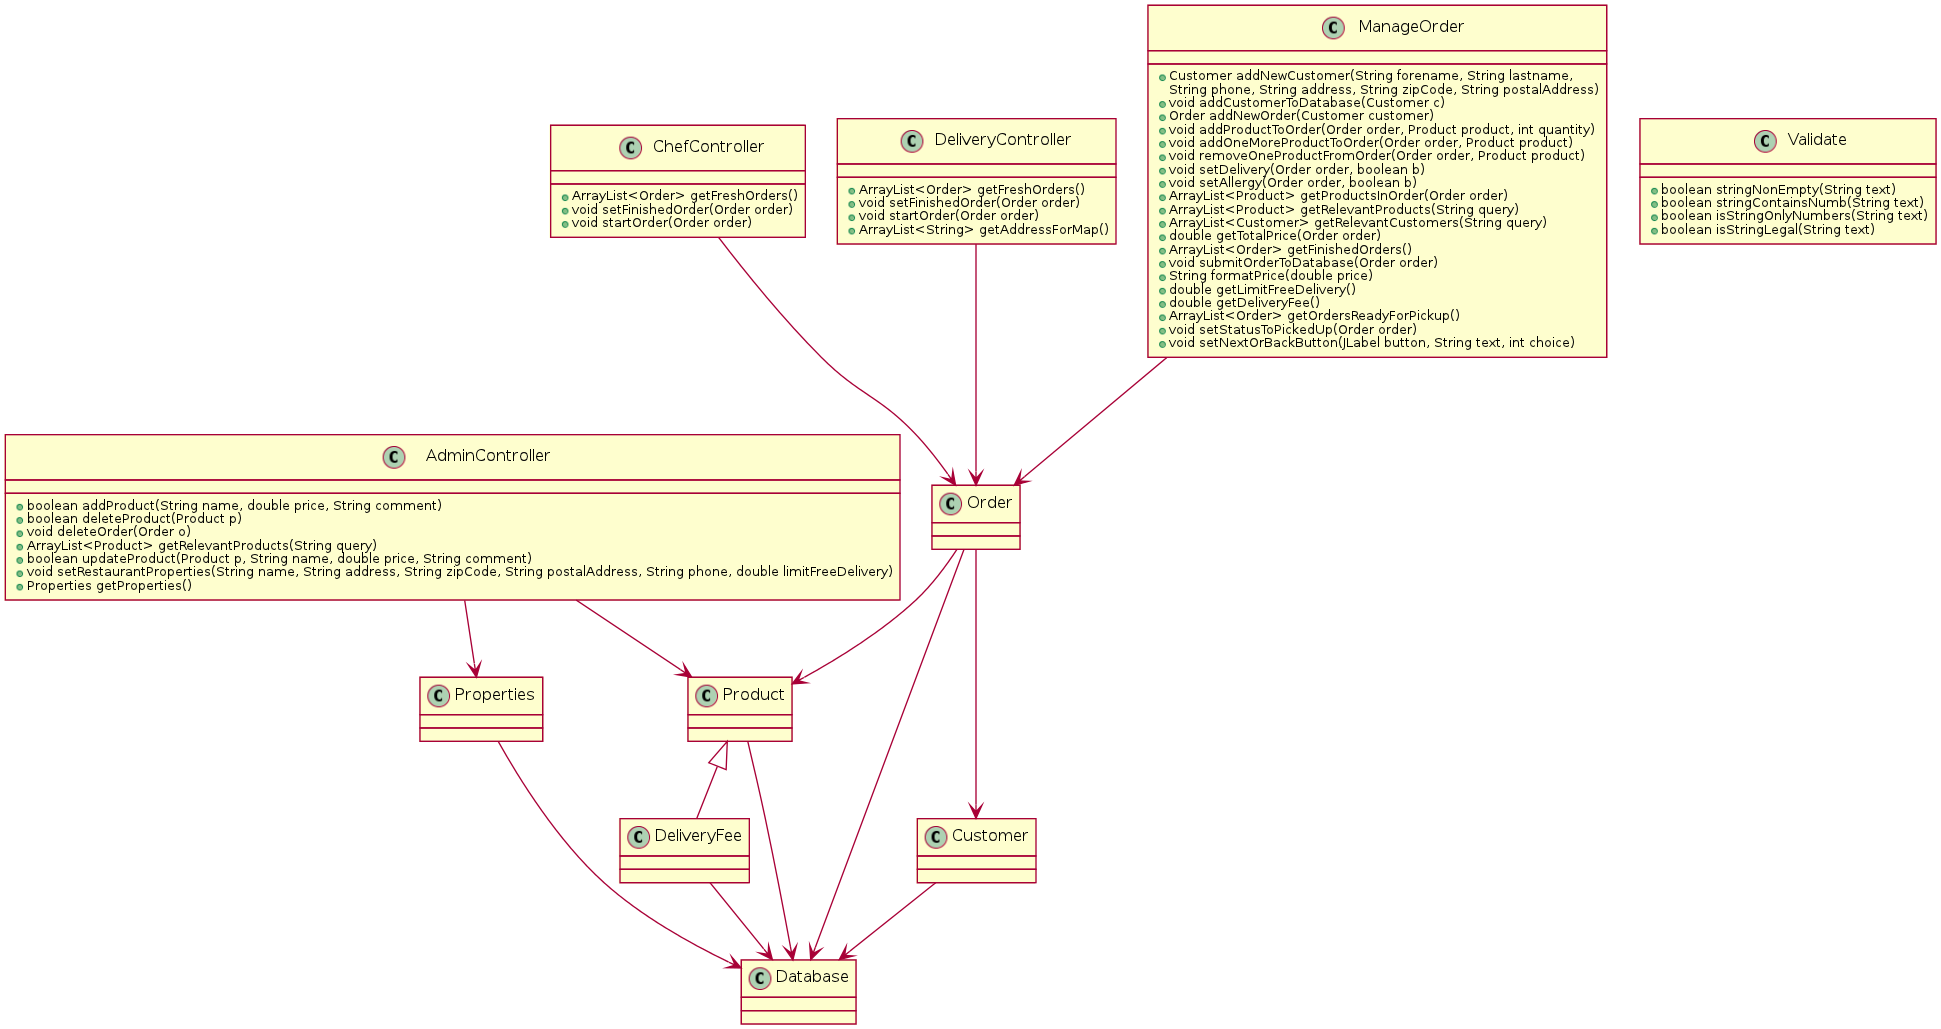 C ManageOrder
Customer addNewCustomer(String forename, String lastname,
String phone, String address, String zipCode, String postalAddress)
void addCustomerToDatabase(Customer c)
Order addNewOrder(Customer customer)
void addProductToOrder(Order order, Product product, int quantity)
void addOneMoreProductToOrder(Order order, Product product)
void removeOneProductFromOrder(Order order, Product product)
void setDelivery(Order order, boolean b)
void setAllergy(Order order, boolean b)
ArrayList<Product> getProductsInOrder(Order order)
ArrayList<Product> getRelevantProducts(String query)
ArrayList<Customer> getRelevantCustomers(String query)
double getTotalPrice(Order order)
ArrayList<Order> getFinishedOrders()
void submitOrderToDatabase(Order order)
String formatPrice(double price)
double getLimitFreeDelivery()
double getDeliveryFee()
ArrayList<Order> getOrdersReadyForPickup()
void setStatusToPickedUp(Order order)
void setNextOrBackButton(JLabel button, String text, int choice)
C ChefController
ArrayList<Order> getFreshOrders()
void setFinishedOrder(Order order)
void startOrder(Order order)
C DeliveryController
ArrayList<Order> getFreshOrders()
void setFinishedOrder(Order order)
void startOrder(Order order)
ArrayList<String> getAddressForMap()
C Validate
boolean stringNonEmpty(String text)
boolean stringContainsNumb(String text)
boolean isStringOnlyNumbers(String text)
boolean isStringLegal(String text)
C AdminController
boolean addProduct(String name, double price, String comment)
boolean deleteProduct(Product p)
void deleteOrder(Order o)
ArrayList<Product> getRelevantProducts(String query)
boolean updateProduct(Product p, String name, double price, String comment)
void setRestaurantProperties(String name, String address, String zipCode, String postalAddress, String phone, double limitFreeDelivery)
Properties getProperties()
C Order
C Properties
C Product
C DeliveryFee
C Customer
C Database